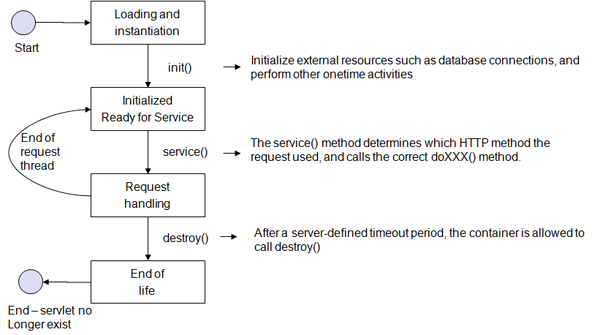 Loading and
instantiation
Start
init()
Initialize external resources such as database connections, and
perform other onetime activities
Initialized
Ready for Service
End of
request
thread
service()
The service() method determines which HTTP method the
request used, and calls the correct doXXX() method.
Request
handling
destroy()
After a server-defined timeout period, the container is allowed to
call destroy()
End of
life
End – servlet no
Longer exist